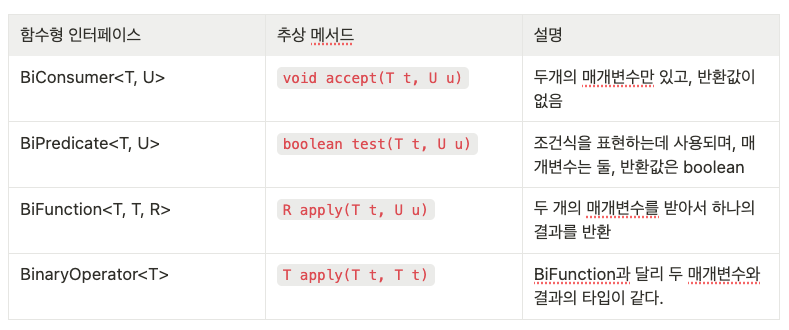 함수형 인터페이스
추상 메서드
설명
BiConsumer<T, U>
void accept(T t, U u)
두개의 매개변수만 있고, 반환값이
없음
BiPredicate<T, U>
boolean test(T t, U u)
조건식을 표현하는데 사용되며, 매
개변수는 둘, 반환값은 boolean
BiFunction<T, T, R>
R apply(T t, U u)
두 개의 매개변수를 받아서 하나의
결과를 반환
BinaryOperator<T>
T apply(T t, T t)
BiFunction과 달리 두 매개변수와
결과의 타입이 같다.